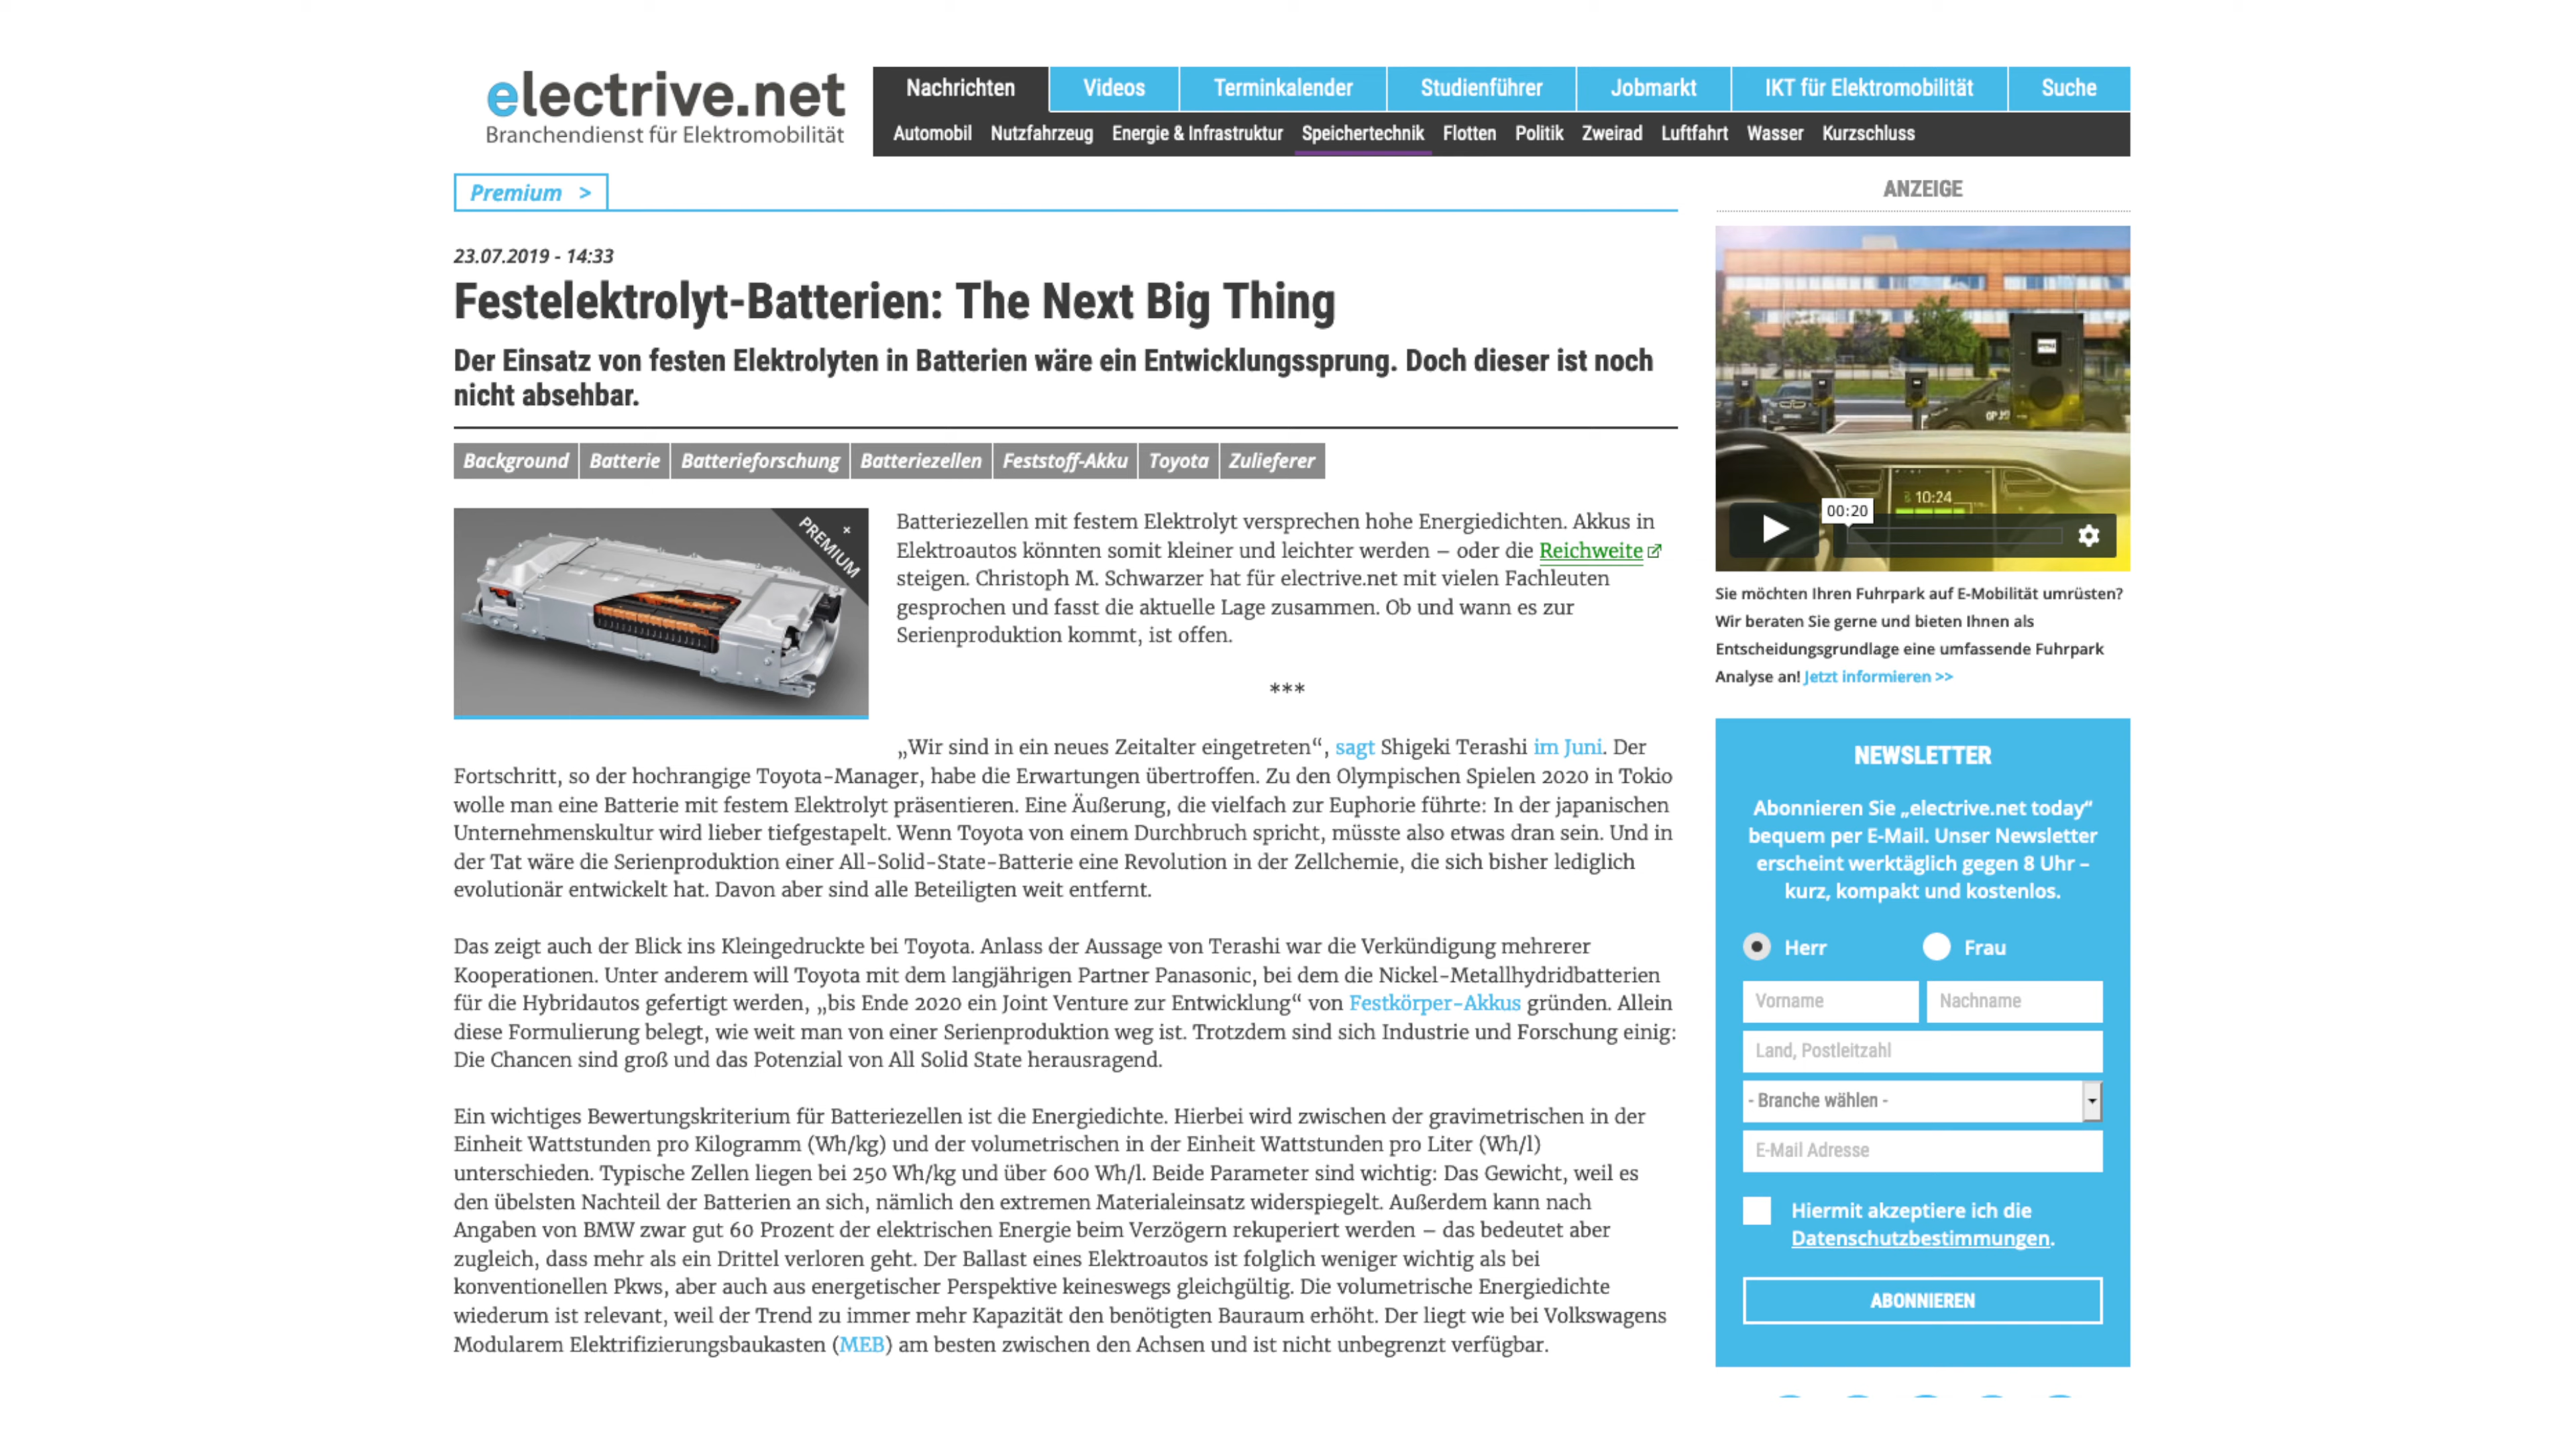 electrive.net
Branchendienst für Elektromobilität
Nachrichten
Videos
Terminkalender
Studienführer
Jobmarkt
IKT für Elektromobilität
Suche
Automobil
Nutzfahrzeug
Energie & Infrastruktur
Speichertechnik
Flotten
Politik
Zweirad
Luftfahrt
Wasser
Kurzschluss
Premium >
23.07.2019 - 14:33
Festelektrolyt-Batterien: The Next Big Thing
Der Einsatz von festen Elektrolyten in Batterien wäre ein Entwicklungssprung. Doch dieser ist noch
nicht absehbar.
Background
Batterie
Batterieforschung
Batteriezellen
Feststoff-Akku
Toyota
Zulieferer
+
PREMIUM
Batteriezellen mit festem Elektrolyt versprechen hohe Energiedichten. Akkus in
Elektroautos könnten somit kleiner und leichter werden – oder die Reichweite
steigen. Christoph M. Schwarzer hat für electrive.net mit vielen Fachleuten
gesprochen und fasst die aktuelle Lage zusammen. Ob und wann es zur
Serienproduktion kommt, ist offen.
***
„Wir sind in ein neues Zeitalter eingetreten“, sagt Shigeki Terashi im Juni. Der
Fortschritt, so der hochrangige Toyota-Manager, habe die Erwartungen übertroffen. Zu den Olympischen Spielen 2020 in Tokio
wolle man eine Batterie mit festem Elektrolyt präsentieren. Eine Äußerung, die vielfach zur Euphorie führte: In der japanischen
Unternehmenskultur wird lieber tiefgestapelt. Wenn Toyota von einem Durchbruch spricht, müsste also etwas dran sein. Und in
der Tat wäre die Serienproduktion einer All-Solid-State-Batterie eine Revolution in der Zellchemie, die sich bisher lediglich
evolutionär entwickelt hat. Davon aber sind alle Beteiligten weit entfernt.
Das zeigt auch der Blick ins Kleingedruckte bei Toyota. Anlass der Aussage von Terashi war die Verkündigung mehrerer
Kooperationen. Unter anderem will Toyota mit dem langjährigen Partner Panasonic, bei dem die Nickel-Metallhydridbatterien
für die Hybridautos gefertigt werden, „bis Ende 2020 ein Joint Venture zur Entwicklung“ von Festkörper-Akkus gründen. Allein
diese Formulierung belegt, wie weit man von einer Serienproduktion weg ist. Trotzdem sind sich Industrie und Forschung einig:
Die Chancen sind groß und das Potenzial von All Solid State herausragend.
Ein wichtiges Bewertungskriterium für Batteriezellen ist die Energiedichte. Hierbei wird zwischen der gravimetrischen in der
Einheit Wattstunden pro Kilogramm (Wh/kg) und der volumetrischen in der Einheit Wattstunden pro Liter (Wh/l)
unterschieden. Typische Zellen liegen bei 250 Wh/kg und über 600 Wh/l. Beide Parameter sind wichtig: Das Gewicht, weil es
den übelsten Nachteil der Batterien an sich, nämlich den extremen Materialeinsatz widerspiegelt. Außerdem kann nach
Angaben von BMW zwar gut 60 Prozent der elektrischen Energie beim Verzögern rekuperiert werden – das bedeutet aber
zugleich, dass mehr als ein Drittel verloren geht. Der Ballast eines Elektroautos ist folglich weniger wichtig als bei
konventionellen Pkws, aber auch aus energetischer Perspektive keineswegs gleichgültig. Die volumetrische Energiedichte
wiederum ist relevant, weil der Trend zu immer mehr Kapazität den benötigten Bauraum erhöht. Der liegt wie bei Volkswagens
Modularem Elektrifizierungsbaukasten (MEB) am besten zwischen den Achsen und ist nicht unbegrenzt verfügbar.
ANZEIGE
10:24
00:20
Sie möchten Ihren Fuhrpark auf E-Mobilität umrüsten?
Wir beraten Sie gerne und bieten Ihnen als
Entscheidungsgrundlage eine umfassende Fuhrpark
Analyse an! Jetzt informieren >>
NEWSLETTER
Abonnieren Sie „electrive.net today“
bequem per E-Mail. Unser Newsletter
erscheint werktäglich gegen 8 Uhr –
kurz, kompakt und kostenlos.
Herr
Frau
Vorname
Nachname
Land, Postleitzahl
- Branche wählen -
E-Mail Adresse
Hiermit akzeptiere ich die
Datenschutzbestimmungen.
ABONNIEREN